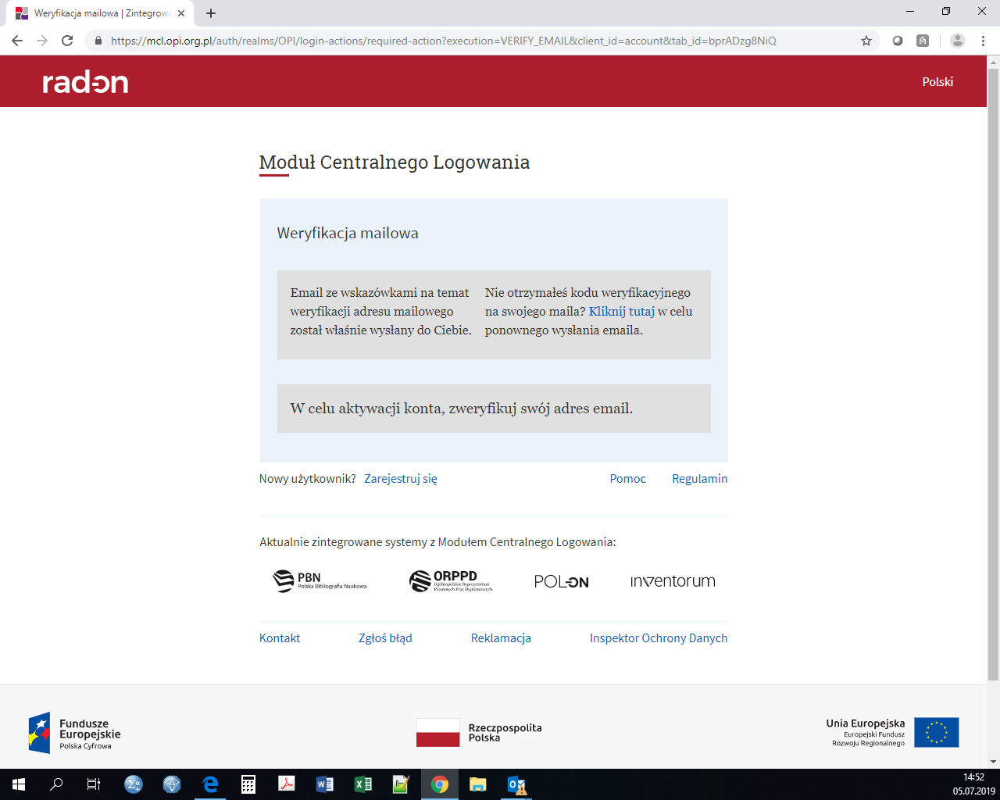 Weryfikacja mailowa | Zintegrowa
https://mcl.opi.org.pl/auth/realms/OPI/login-actions/required-action?execution=VERIFY_EMAIL&client_id=account&tab_id=bprADzg8NiQ
radon
Polski
Moduł Centralnego Logowania
Weryfikacja mailowa
Email ze wskazówkami na temat
weryfikacji adresu mailowego
został właśnie wysłany do Ciebie.
Nie otrzymałeś kodu weryfikacyjnego
na swojego maila? Kliknij tutaj w celu
ponownego wysłania emaila.
W celu aktywacji konta, zweryfikuj swój adres email.
Nowy użytkownik? Zarejestruj się
Pomoc
Regulamin
Aktualnie zintegrowane systemy z Modułem Centralnego Logowania:
PBN
Polska Bibliografia Naukowa
ORPPD
Ogólnopolskie Repozytorium
Pisemnych Prac Dyplomowych
POL-ON
inventorum
Kontakt
Zgłoś błąd
Reklamacja
Inspektor Ochrony Danych
Fundusze
Europejskie
Polska Cyfrowa
Rzeczpospolita
Polska
Unia Europejska
Europejski Fundusz
Rozwoju Regionalnego
14:52
05.07.2019